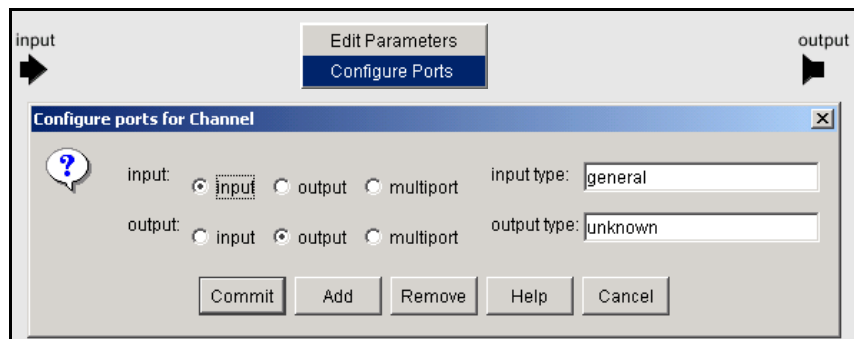 input
Edit Parameters
output
Configure Ports
Configure ports for Channel
input: input output multiport input type: general
output: input output multiport output type: unknown
Commit Add Remove Help Cancel